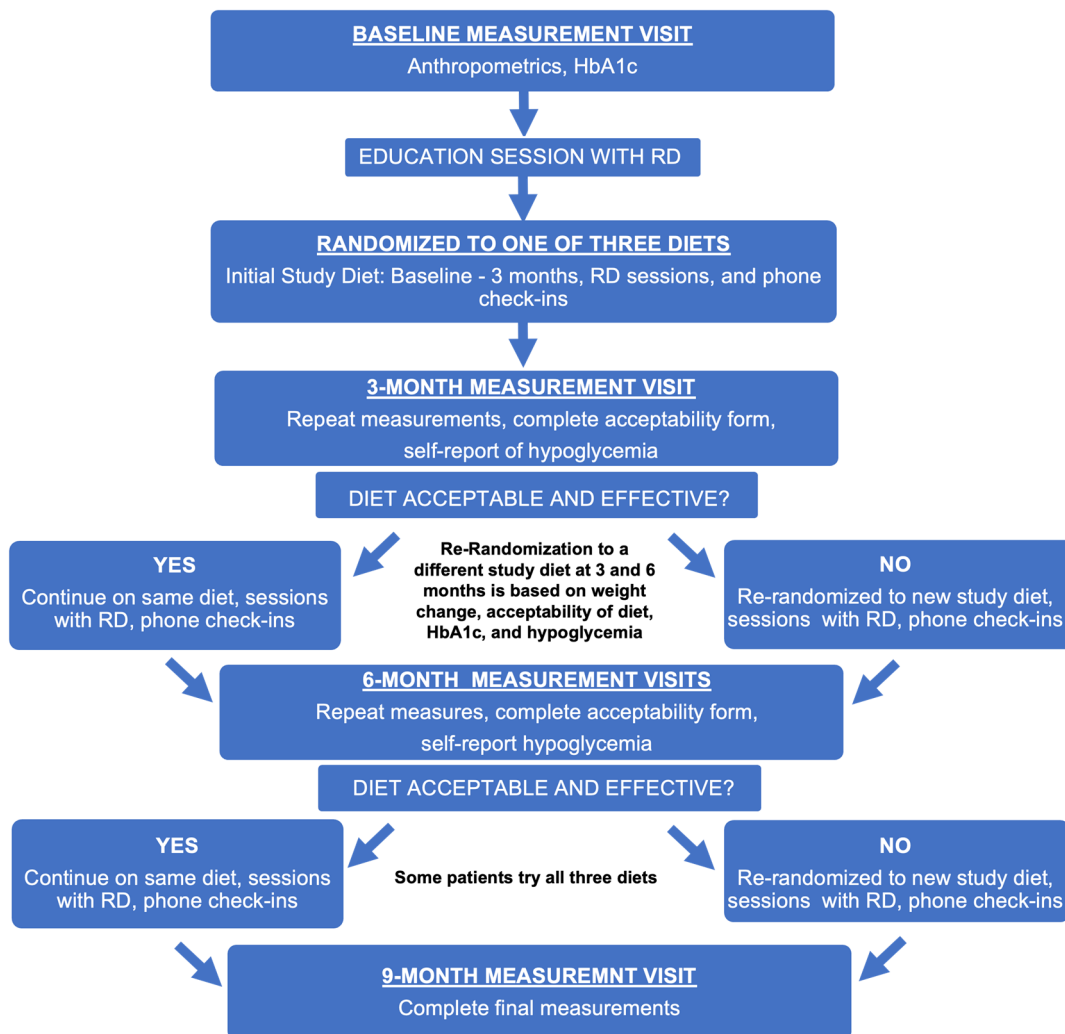 BASELINE MEASUREMENT VISIT
Anthropometrics, HbA1c
EDUCATION SESSION WITH RD
RANDOMIZED TO ONE OF THREE DIETS
Initial Study Diet: Baseline - 3 months, RD sessions, and phone
check-ins
3-MONTH MEASUREMENT VISIT
Repeat measurements, complete acceptability form,
self-report of hypoglycemia
DIET ACCEPTABLE AND EFFECTIVE?
YES
Continue on same diet, sessions
with RD, phone check-ins
Re-Randomization to a
different study diet at 3 and 6
months is based on weight
change, acceptability of diet,
HbA1c, and hypoglycemia
NO
Re-randomized to new study diet,
sessions  with RD, phone check-ins
6-MONTH  MEASUREMENT VISITS
Repeat measures, complete acceptability form,
self-report hypoglycemia
DIET ACCEPTABLE AND EFFECTIVE?
YES
Continue on same diet, sessions
with RD, phone check-ins
Some patients try all three diets
NO
Re-randomized to new study diet,
sessions  with RD, phone check-ins
9-MONTH MEASUREMNT VISIT
Complete final measurements